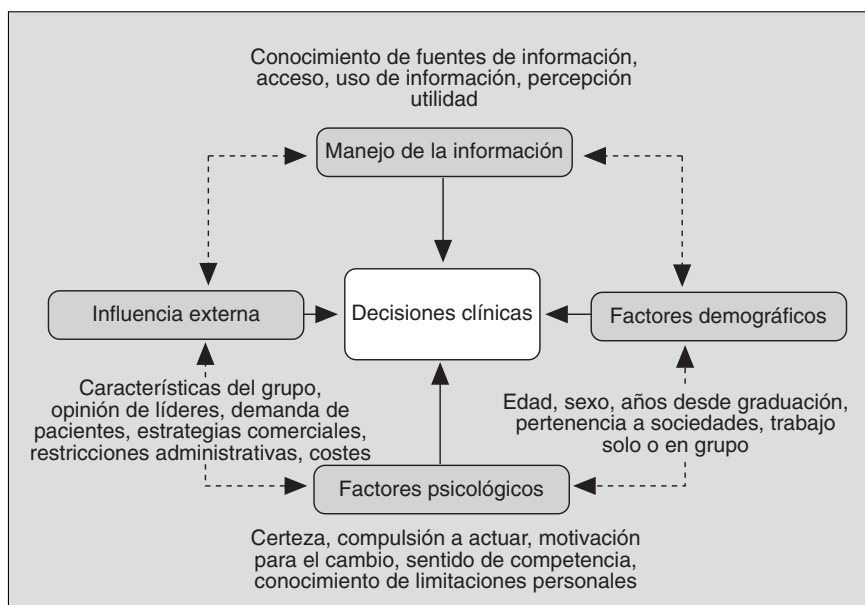 Conocimiento de fuentes de información,
acceso, uso de información, percepción
utilidad
Manejo de la información
Influencia externa
Decisiones clínicas
Factores demográficos
Características del grupo,
opinión de líderes, demanda de
pacientes, estrategias comerciales,
restricciones administrativas, costes
Edad, sexo, años desde graduación,
pertenencia a sociedades, trabajo
solo o en grupo
Factores psicológicos
Certeza, compulsión a actuar, motivación
para el cambio, sentido de competencia,
conocimiento de limitaciones personales